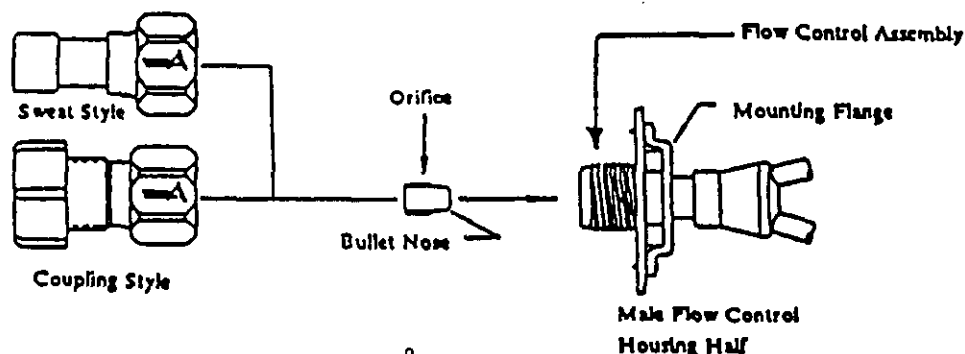 Flow Control Assembly
Orifice
Mounting Flange
Sweat Style
Bullet Nose
Coupling Style
Male Flow Control
Housing Half